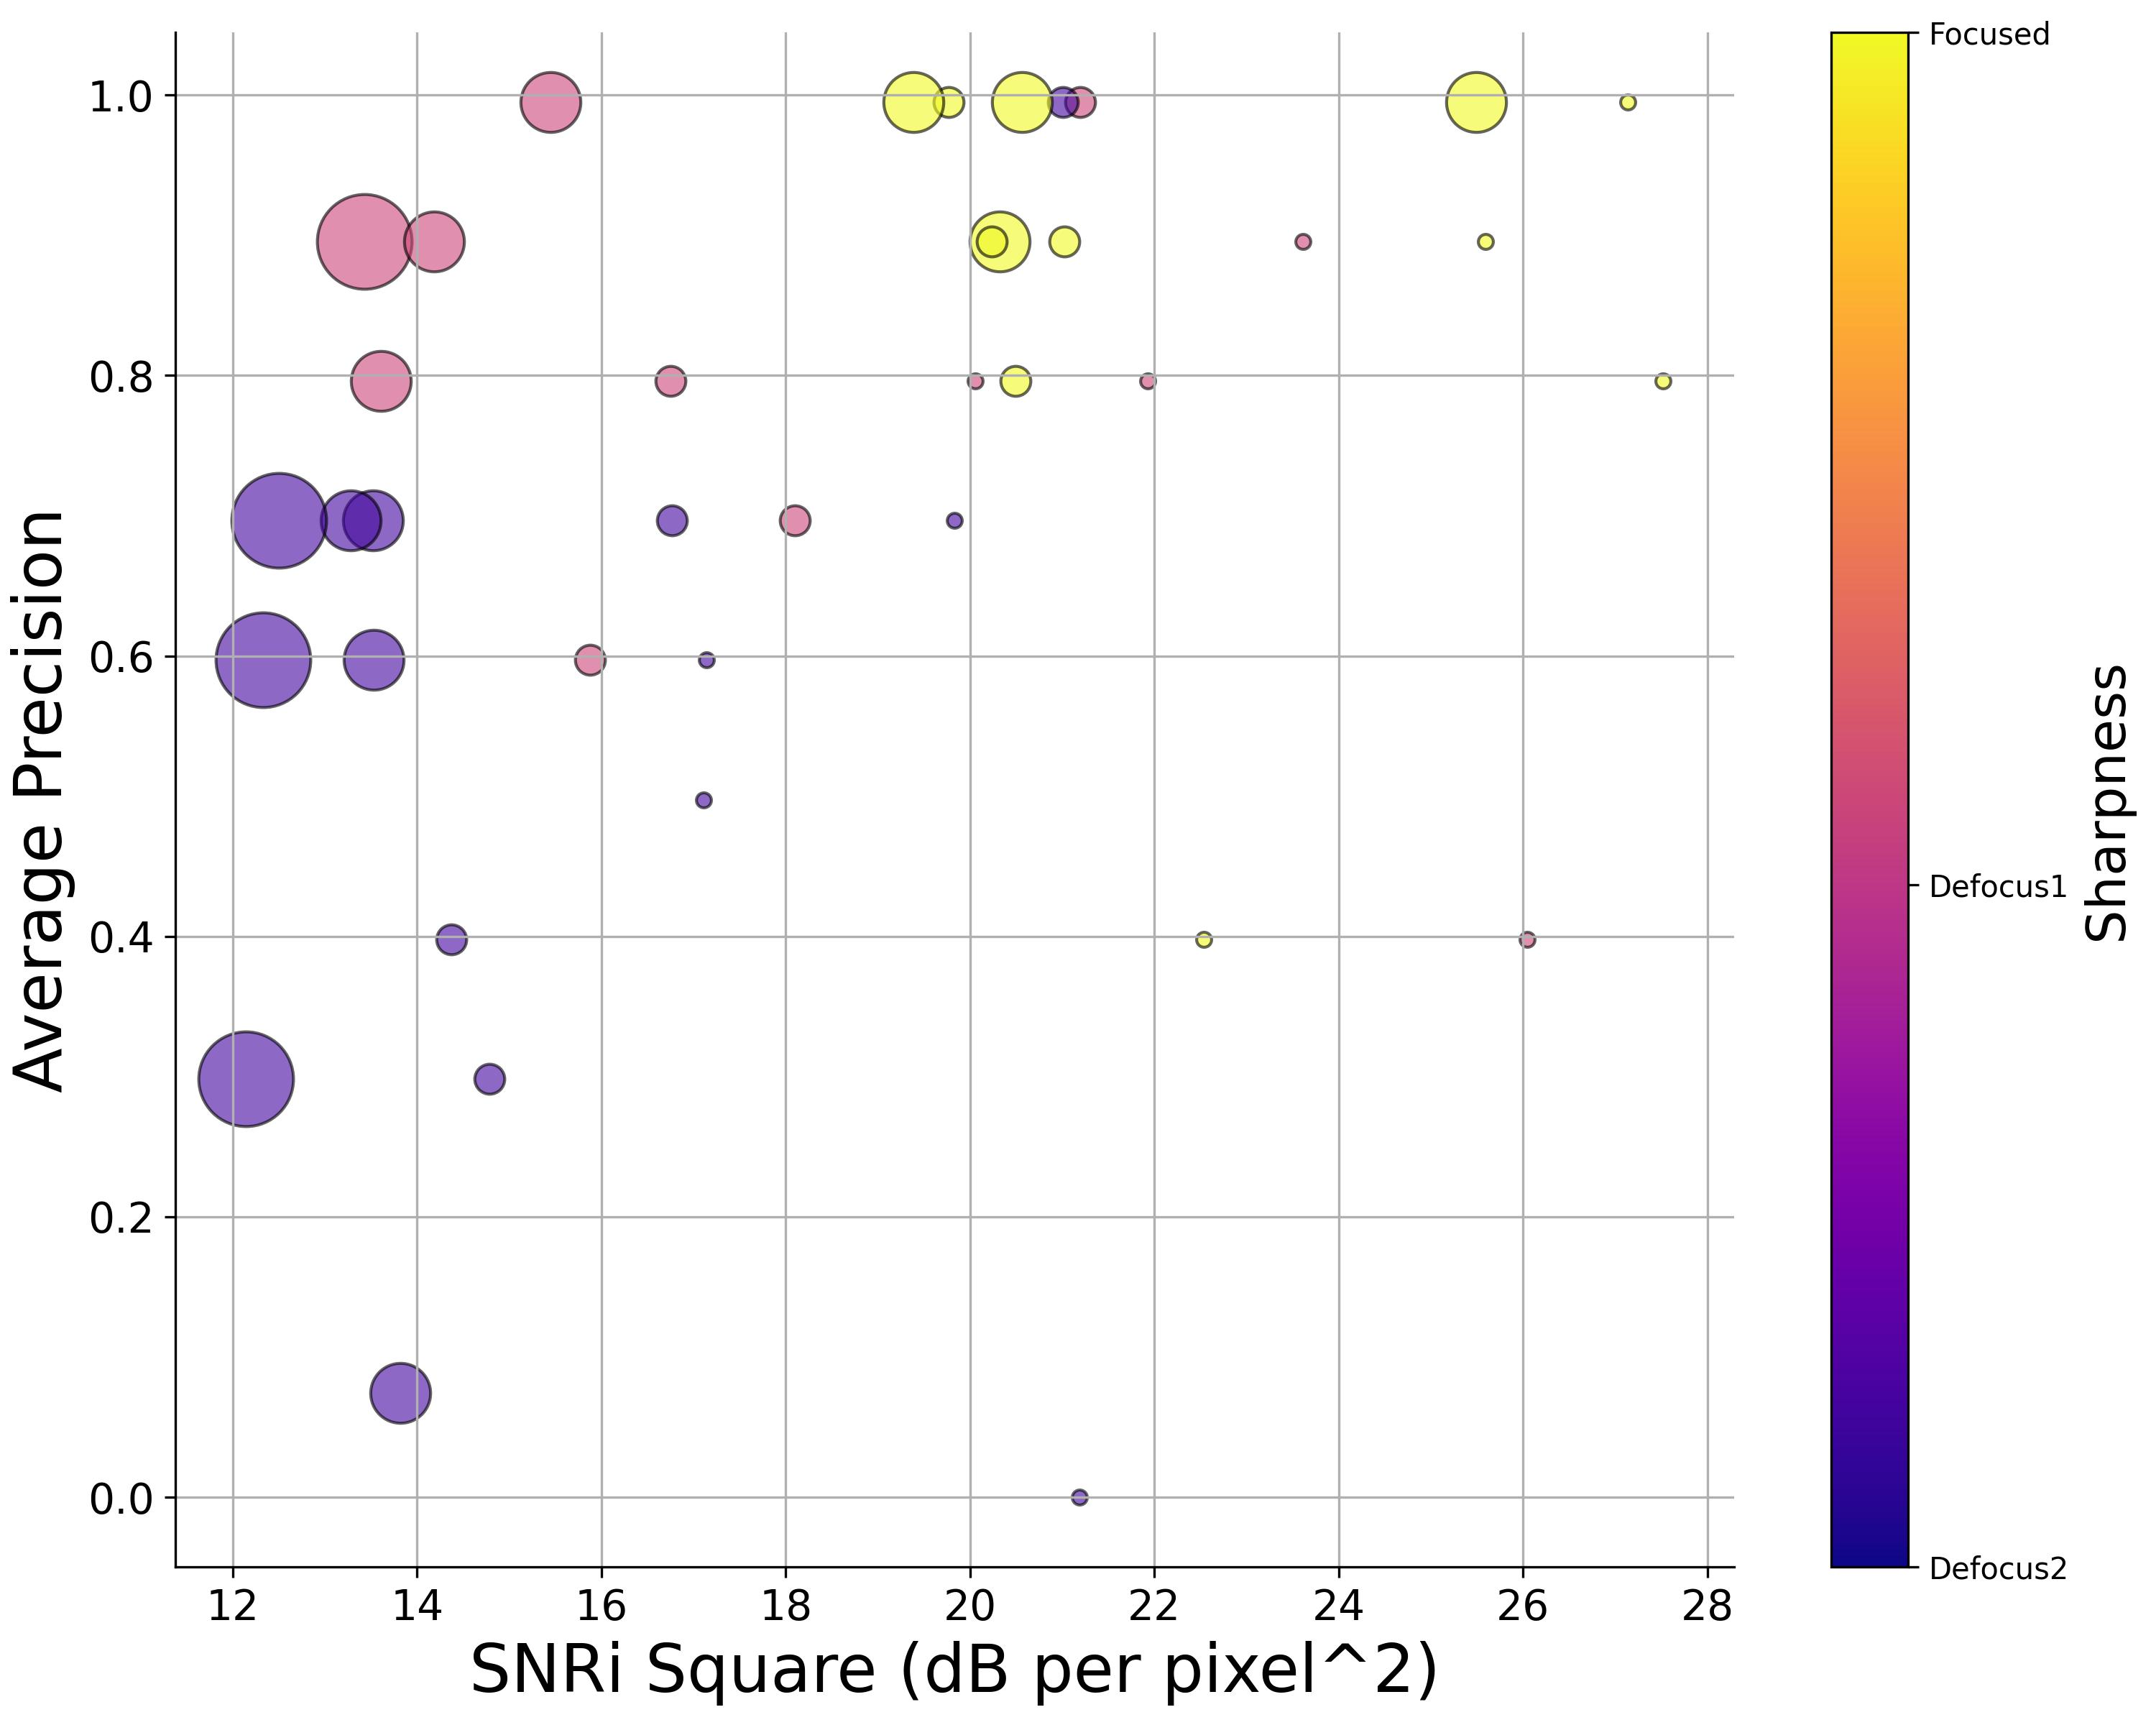 Average Precision
1.0
0.8
0.6
0.4
0.2
0.0
12 14 16 18 20 22 24 26 28
SNRi Square (dB per pixel^2)
Focused
Defocus1
Defocus2
Sharpness